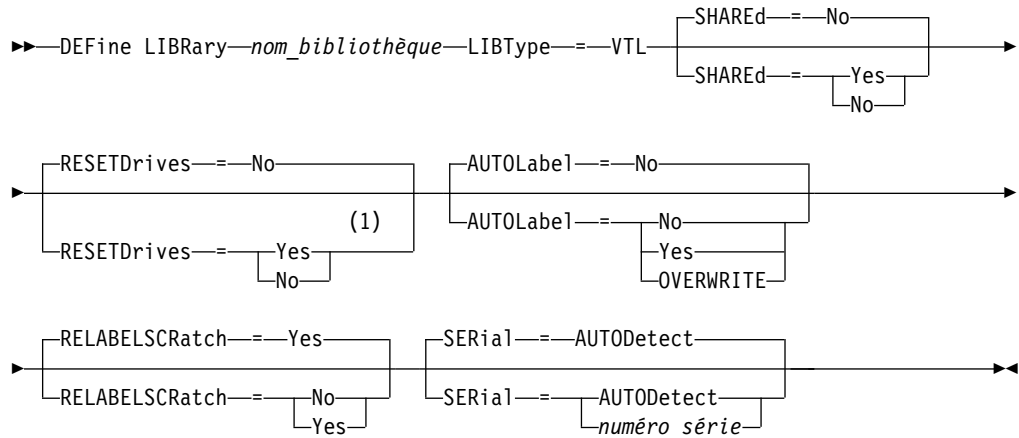 SHAREd = No
DEFine LIBRary nom_bibliothèque LIBType = VTL
SHAREd = Yes
No
RESETDrives = No
AUTOLabel = No
(1)
RESETDrives = Yes
No
AUTOLabel = No
Yes
OVERWRITE
RELABELSCRatch = Yes
SERial = AUTODetect
RELABELSCRatch = No
Yes
SERial = AUTODetect
numéro série